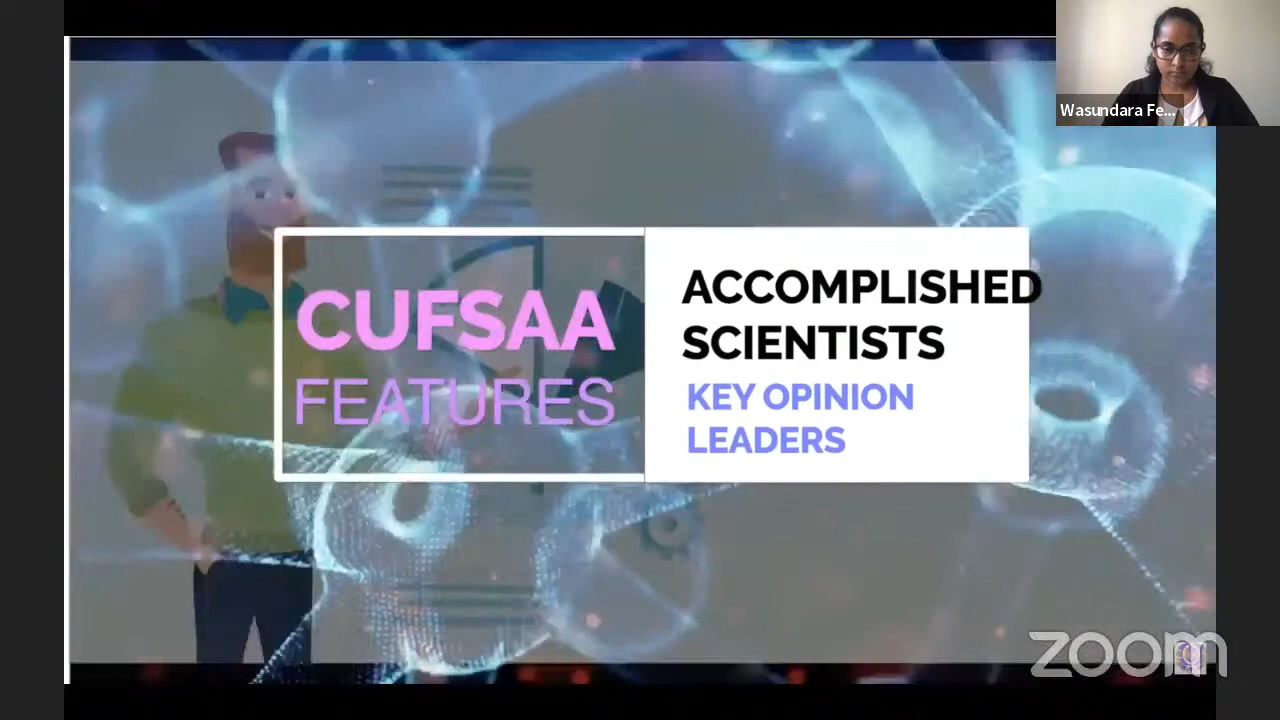 Wasundara Fe...
CUFSAA
FEATURES
ACCOMPLISHED
SCIENTISTS
KEY OPINION
LEADERS
zoom